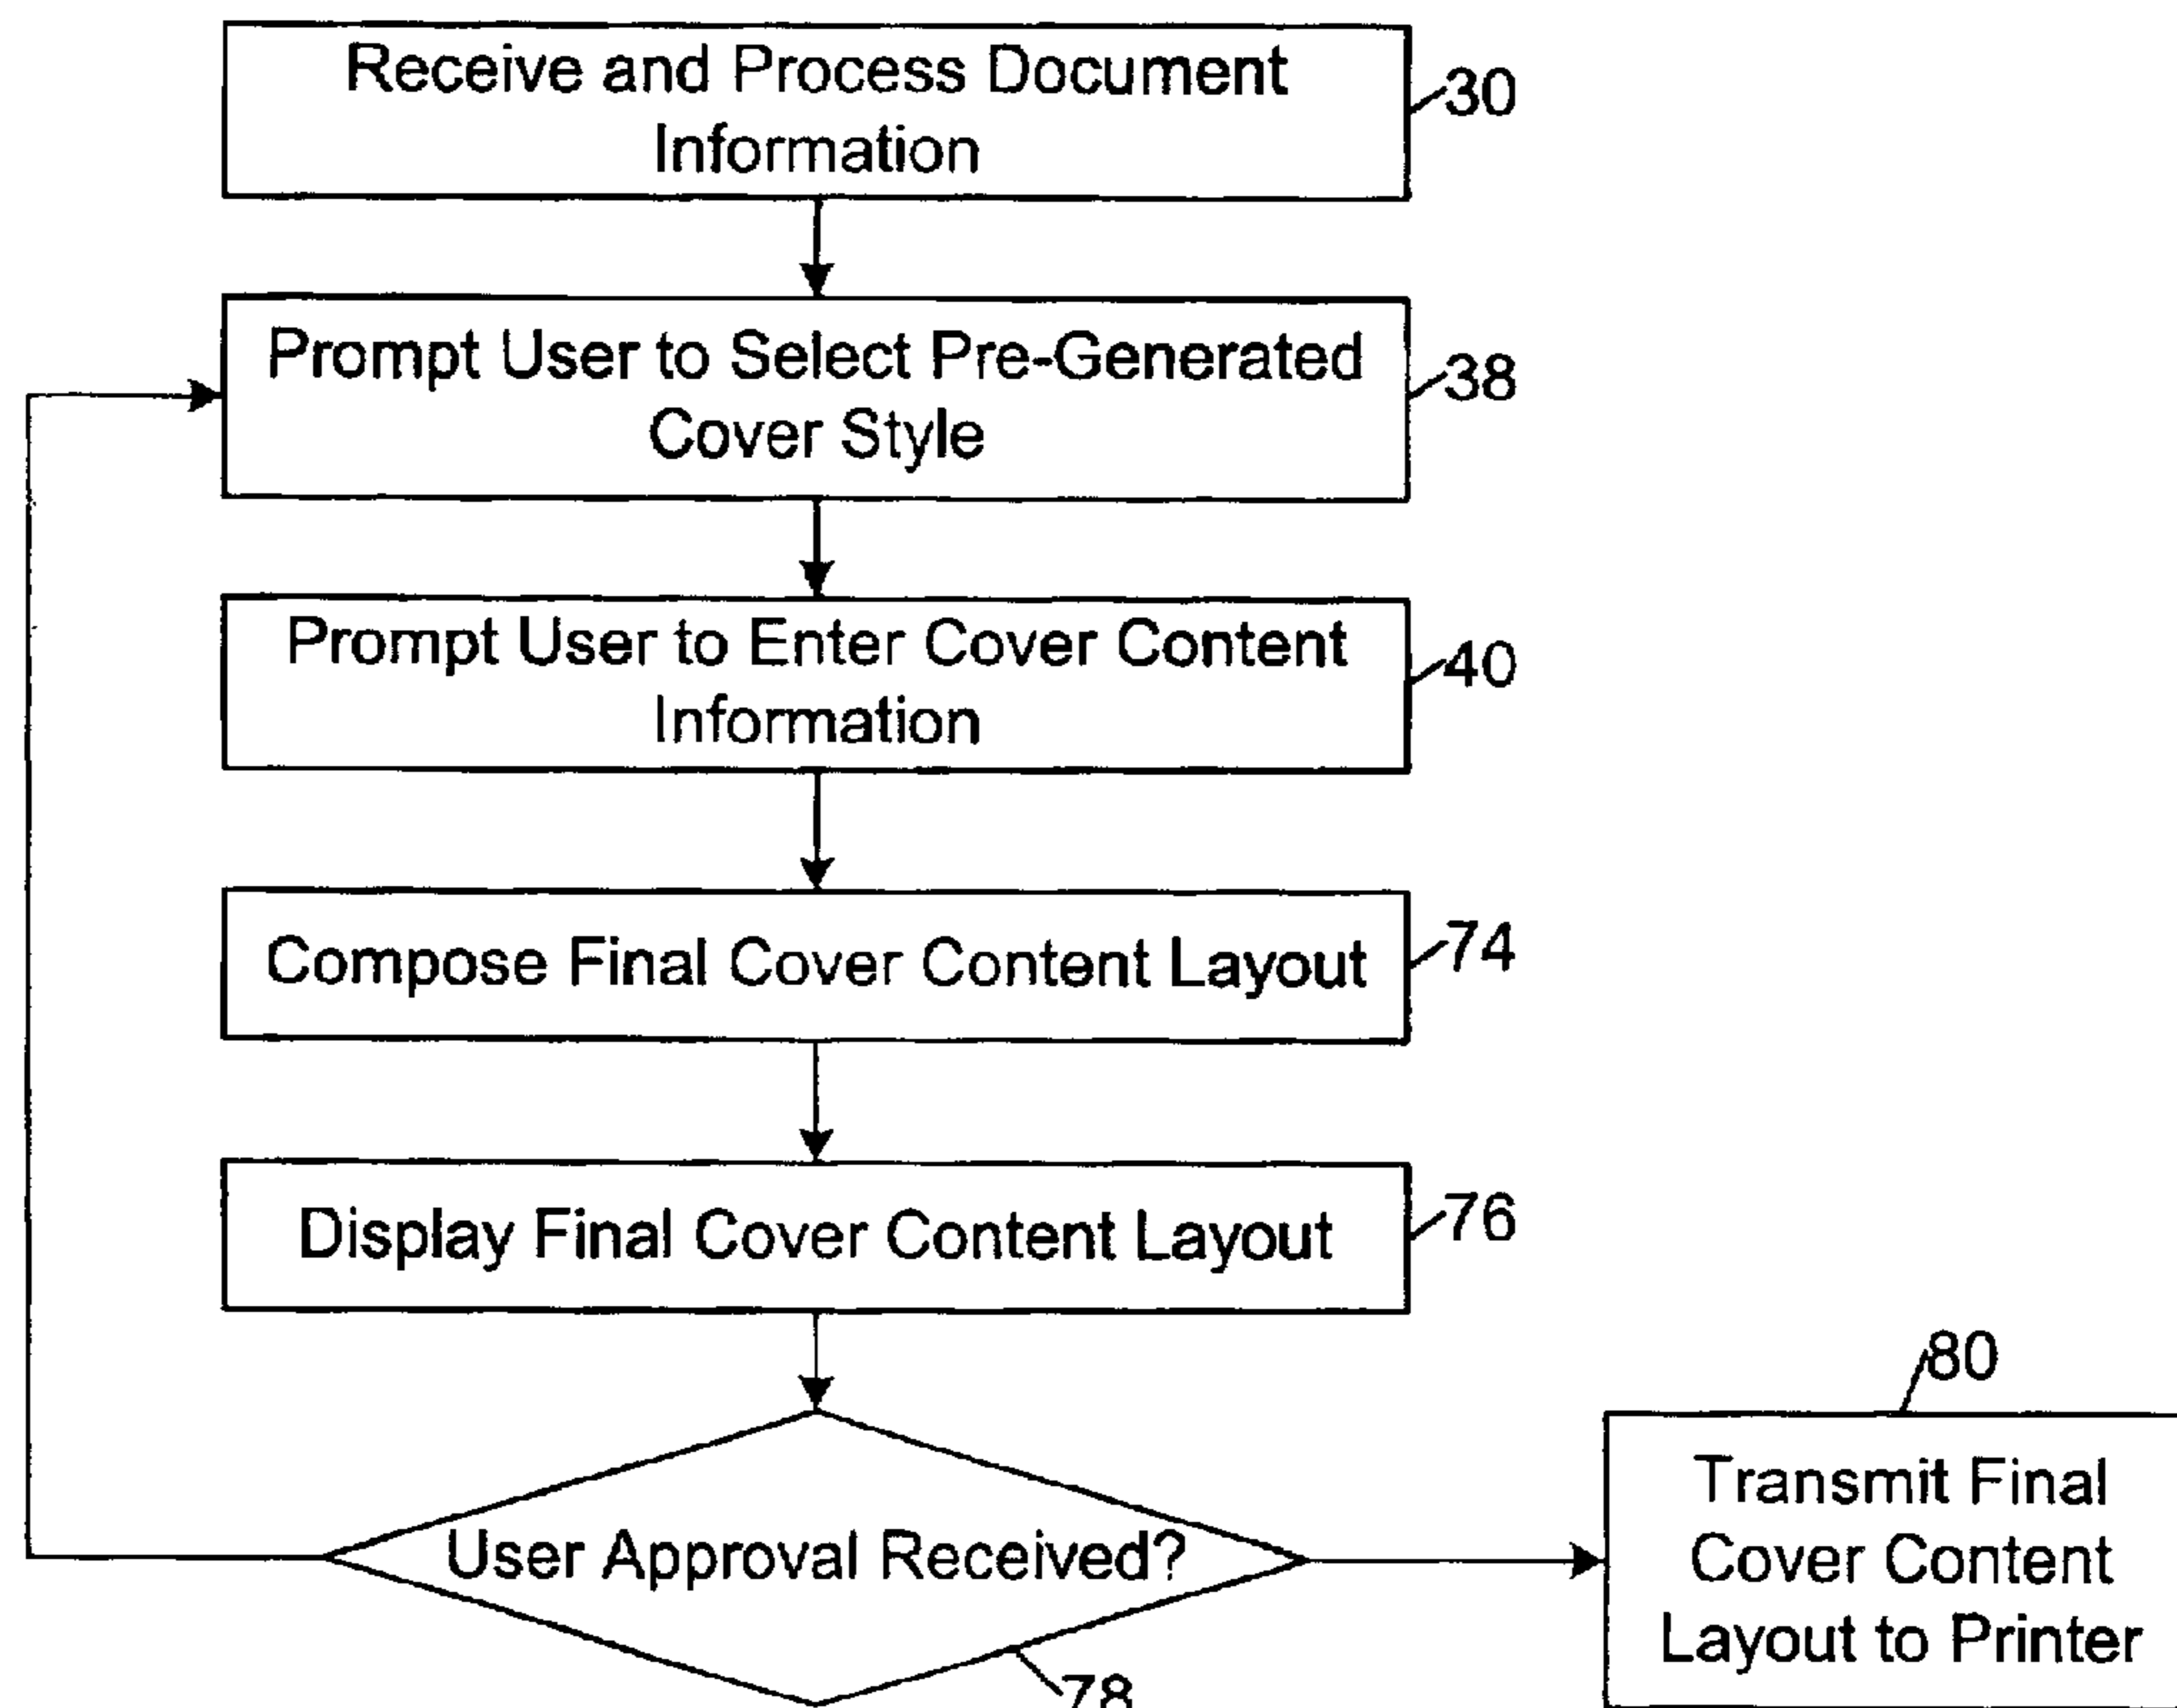 Receive and Process Document
Information
30
Prompt User to Select Pre-Generated
Cover Style
38
Prompt User to Enter Cover Content
Information
40
Compose Final Cover Content Layout
74
Display Final Cover Content Layout
76
User Approval Received?
78
80
Transmit Final
Cover Content
Layout to Printer